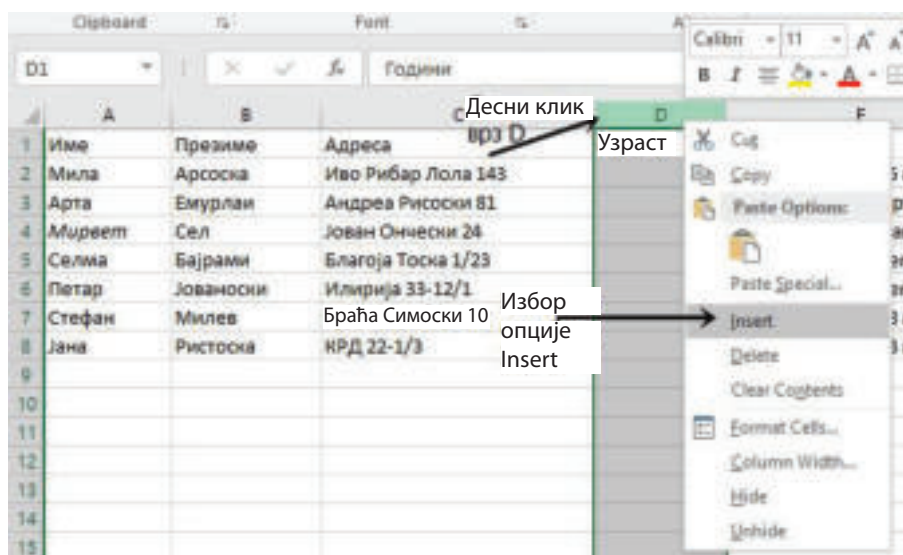 Clipboard Font
Calibri 11 A A
B I A
D1 fx Години
A B C D E
Десни клик
врз D
1 Име Презиме Адреса Узраст
2 Мила Арсоска Иво Рибар Лола 143
3 Арта Емурлаи Андреа Рисоски 81
4 Мирвет Сел Јован Ончески 24
5 Селма Бајрами Благоја Тоска 1/23
6 Петар Јованоски Илирија 33-12/1
7 Стефан Милев Браћа Симоски 10
8 Јана Ристоска КРД 22-1/3
9
10
11
12
13
14
15
Избор
опције
Insert
Cut
Copy
Paste Options:
Paste Special...
Insert
Delete
Clear Contents
Format Cells...
Column Width...
Hide
Unhide